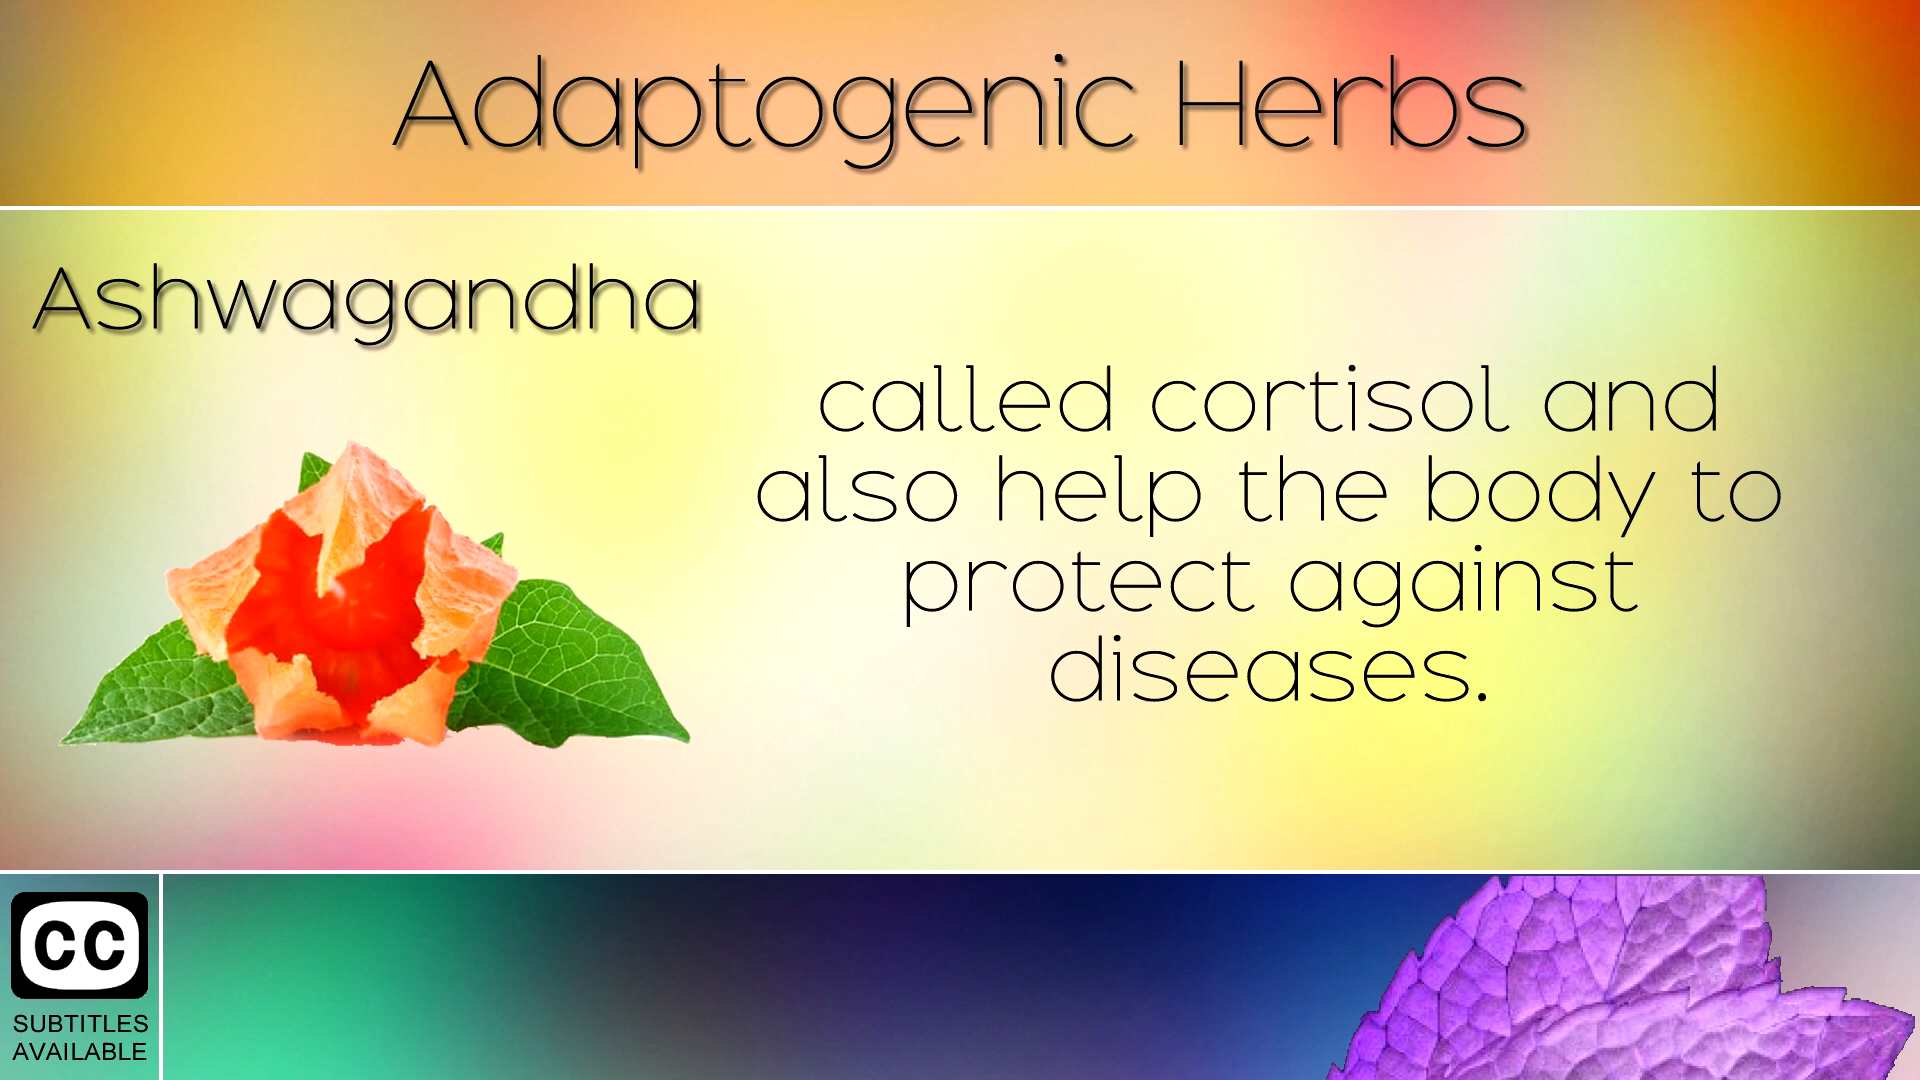 Adaptogenic Herbs
Ashwagandha
called cortisol and
also help the body to
protect against
diseases.
CC
SUBTITLES
AVAILABLE